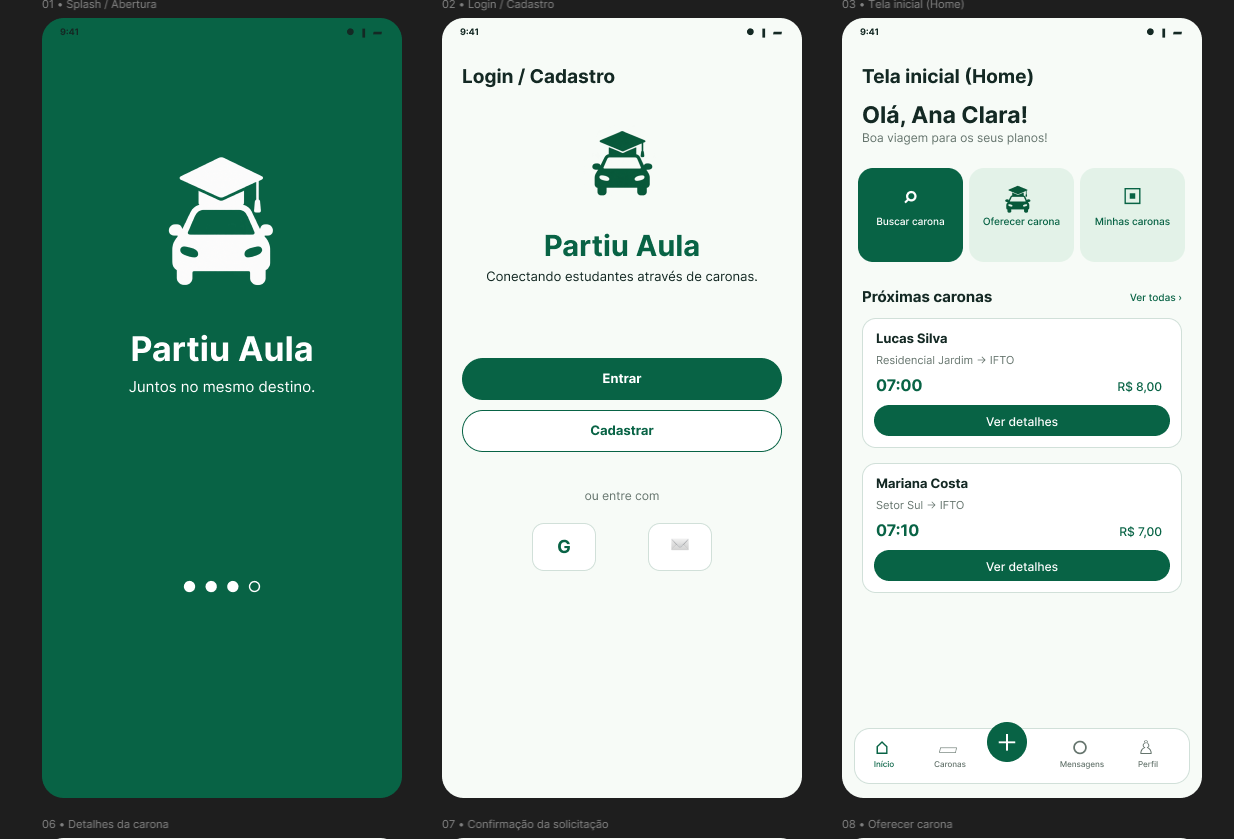 01 • Splash / Abertura
9:41
Partiu Aula
Juntos no mesmo destino.
02 • Login / Cadastro
9:41
Login / Cadastro
Partiu Aula
Conectando estudantes através de caronas.
Entrar
Cadastrar
ou entre com
G
03 • Tela inicial (Home)
9:41
Tela inicial (Home)
Olá, Ana Clara!
Boa viagem para os seus planos!
Buscar carona
Oferecer carona
Minhas caronas
Próximas caronas
Ver todas ›
Lucas Silva
Residencial Jardim → IFTO
07:00
R$ 8,00
Ver detalhes
Mariana Costa
Setor Sul → IFTO
07:10
R$ 7,00
Ver detalhes
Início
Caronas
Mensagens
Perfil
06 • Detalhes da carona
07 • Confirmação da solicitação
08 • Oferecer carona